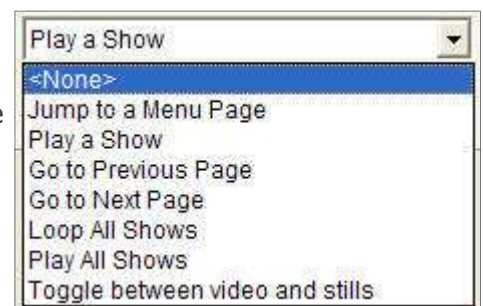 Play a Show
<None>
e Jump to a Menu Page
Play a Show
Go to Previous Page
Go to Next Page
Loop All Shows
Play All Shows
Toggle between video and stills